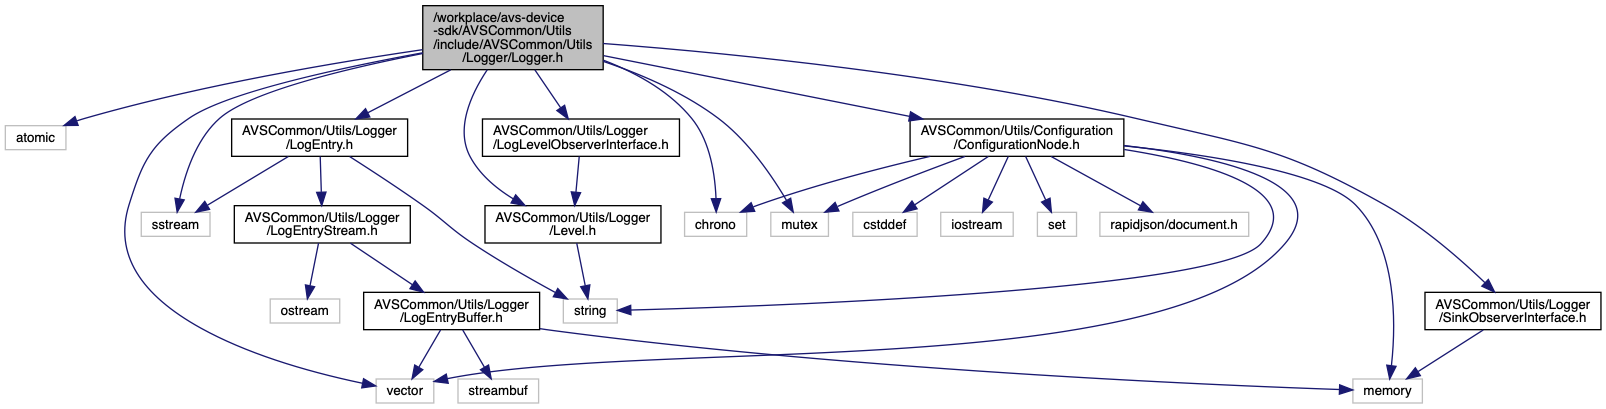 /workplace/avs-device
-sdk/AVSCommon/Utils
/include/AVSCommon/Utils
/Logger/Logger.h
atomic
AVSCommon/Utils/Logger
/LogEntry.h
AVSCommon/Utils/Logger
/LogLevelObserverInterface.h
AVSCommon/Utils/Configuration
/ConfigurationNode.h
sstream
AVSCommon/Utils/Logger
/LogEntryStream.h
AVSCommon/Utils/Logger
/Level.h
chrono
mutex
cstddef
iostream
set
rapidjson/document.h
ostream
AVSCommon/Utils/Logger
/LogEntryBuffer.h
string
AVSCommon/Utils/Logger
/SinkObserverInterface.h
vector
streambuf
memory